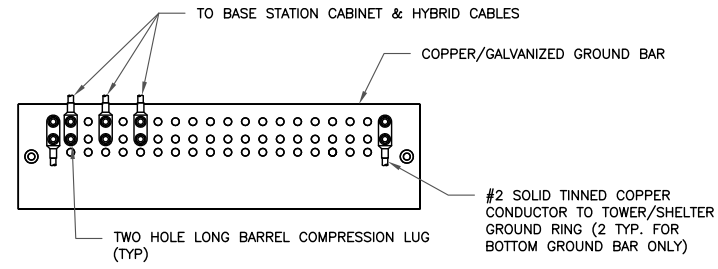 TO BASE STATION CABINET & HYBRID CABLES
COPPER/GALVANIZED GROUND BAR
#2 SOLID TINNED COPPER
CONDUCTOR TO TOWER/SHELTER
GROUND RING (2 TYP. FOR
BOTTOM GROUND BAR ONLY)
TWO HOLE LONG BARREL COMPRESSION LUG
(TYP)